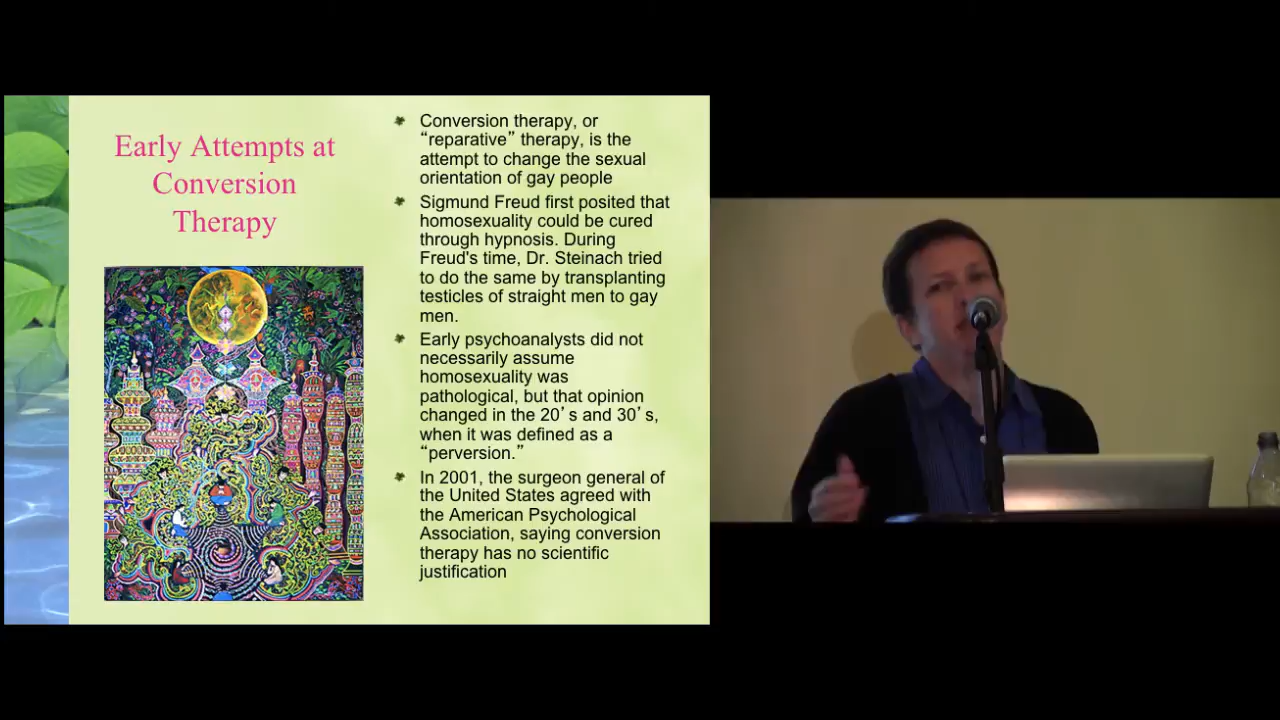 Early Attempts at
Conversion
Therapy
Conversion therapy, or
“reparative” therapy, is the
attempt to change the sexual
orientation of gay people
Sigmund Freud first posited that
homosexuality could be cured
through hypnosis. During
Freud's time, Dr. Steinach tried
to do the same by transplanting
testicles of straight men to gay
men.
Early psychoanalysts did not
necessarily assume
homosexuality was
pathological, but that opinion
changed in the 20’s and 30’s,
when it was defined as a
“perversion.”
In 2001, the surgeon general of
the United States agreed with
the American Psychological
Association, saying conversion
therapy has no scientific
justification